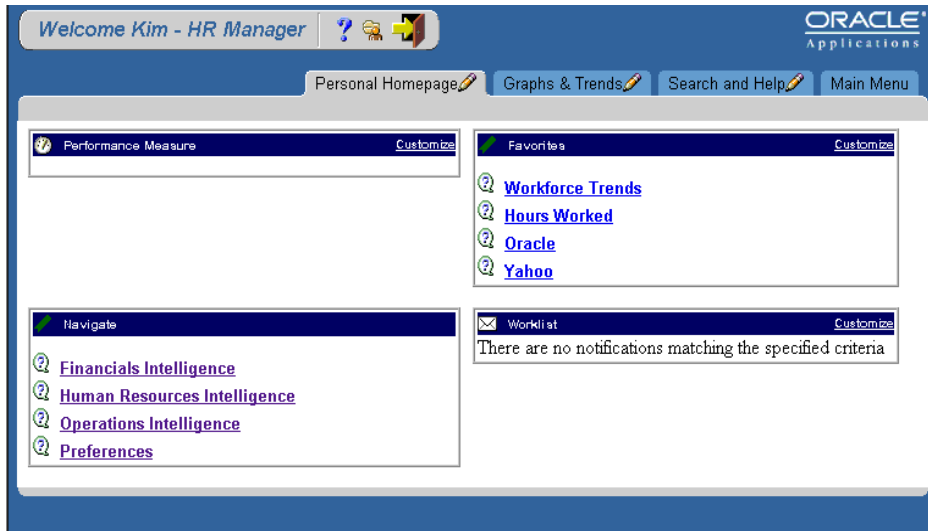 Welcome Kim - HR Manager
ORACLE
Applications
Personal Homepage Graphs & Trends Search and Help Main Menu
Performance Measure Customize
Favorites Customize
Workforce Trends
Hours Worked
Oracle
Yahoo
Navigate
Financials Intelligence
Human Resources Intelligence
Operations Intelligence
Preferences
Worklist Customize
There are no notifications matching the specified criteria